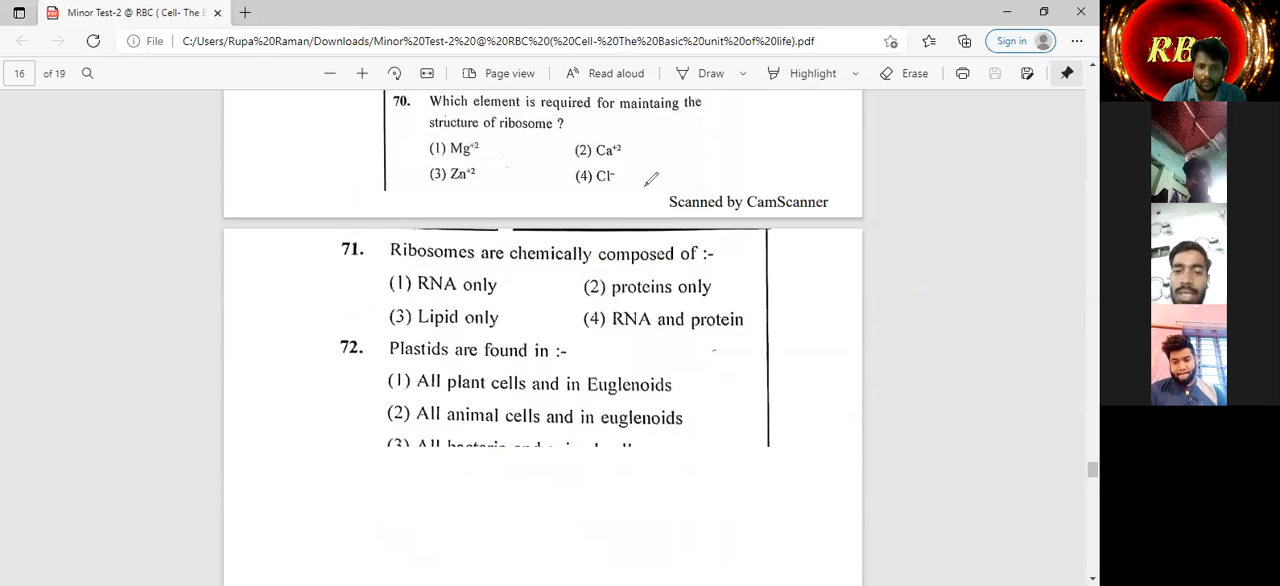 Minor Test-2 @ RBC ( Cell- The B
File C:/Users/Rupa%20Raman/Downloads/Minor%20Test-2%20@%20RBC%20(%20Cell-%20The%20Basic%20unit%20of%20life).pdf Sign in
16 of 19 Page view Read aloud Draw Highlight Erase
70. Which element is required for maintaing the
structure of ribosome ?
(1) Mg+2 (2) Ca+2
(3) Zn+2 (4) Cl−
Scanned by CamScanner
71. Ribosomes are chemically composed of :-
(1) RNA only (2) proteins only
(3) Lipid only (4) RNA and protein
72. Plastids are found in :-
(1) All plant cells and in Euglenoids
(2) All animal cells and in euglenoids
(3) All